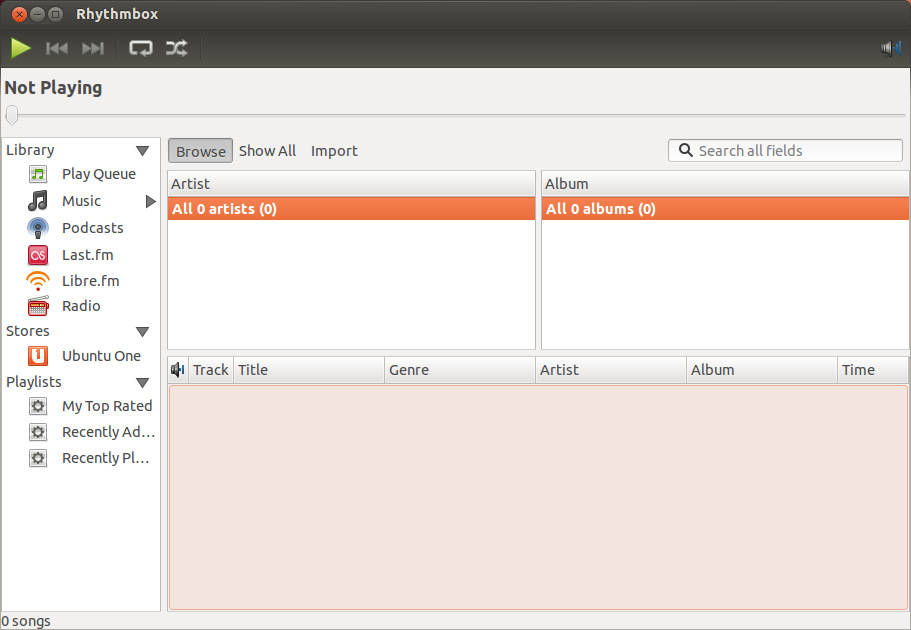 Rhythmbox
Not Playing
Library
Play Queue
Music
Podcasts
Last.fm
Libre.fm
Radio
Stores
Ubuntu One
Playlists
My Top Rated
Recently Ad...
Recently Pl...
Browse Show All Import Search all fields
Artist Album
All 0 artists (0) All 0 albums (0)
Track Title Genre Artist Album Time
0 songs